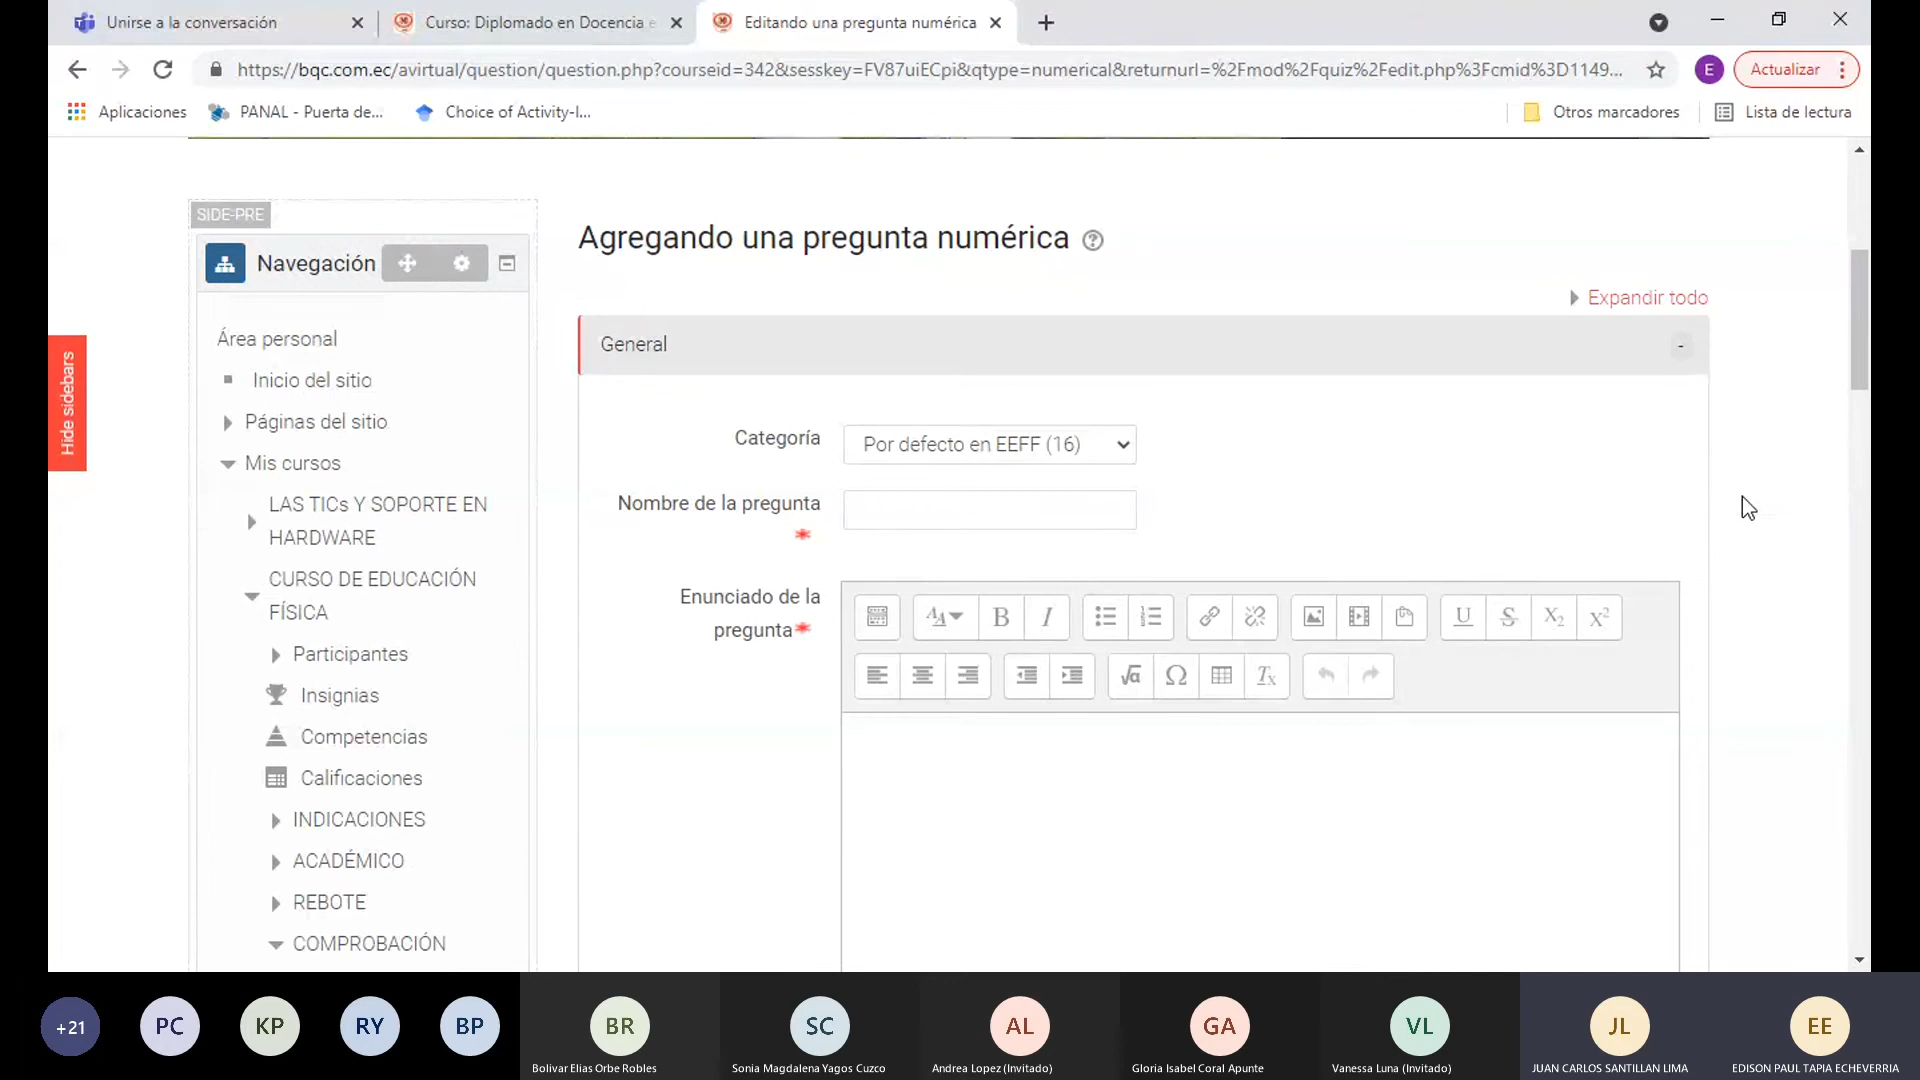 Unirse a la conversación
Curso: Diplomado en Docencia e
Editando una pregunta numérica
https://bqc.com.ec/avirtual/question/question.php?courseid=342&sesskey=FV87uiECpi&qtype=numerical&returnurl=%2Fmod%2Fquiz%2Fedit.php%3Fcmid%3D1149...
E
Actualizar
Aplicaciones
PANAL - Puerta de...
Choice of Activity-I...
Otros marcadores
Lista de lectura
SIDE-PRE
Navegación
Área personal
Inicio del sitio
Páginas del sitio
Mis cursos
LAS TICs Y SOPORTE EN
HARDWARE
CURSO DE EDUCACIÓN
FÍSICA
Participantes
Insignias
Competencias
Calificaciones
INDICACIONES
ACADÉMICO
REBOTE
COMPROBACIÓN
Hide sidebars
Agregando una pregunta numérica
Expandir todo
General
Categoría
Por defecto en EEFF (16)
Nombre de la pregunta
Enunciado de la
pregunta
+21
PC
KP
RY
BP
BR
Bolivar Elias Orbe Robles
SC
Sonia Magdalena Yagos Cuzco
AL
Andrea Lopez (Invitado)
GA
Gloria Isabel Coral Apunte
VL
Vanessa Luna (Invitado)
JL
JUAN CARLOS SANTILLAN LIMA
EE
EDISON PAUL TAPIA ECHEVERRIA